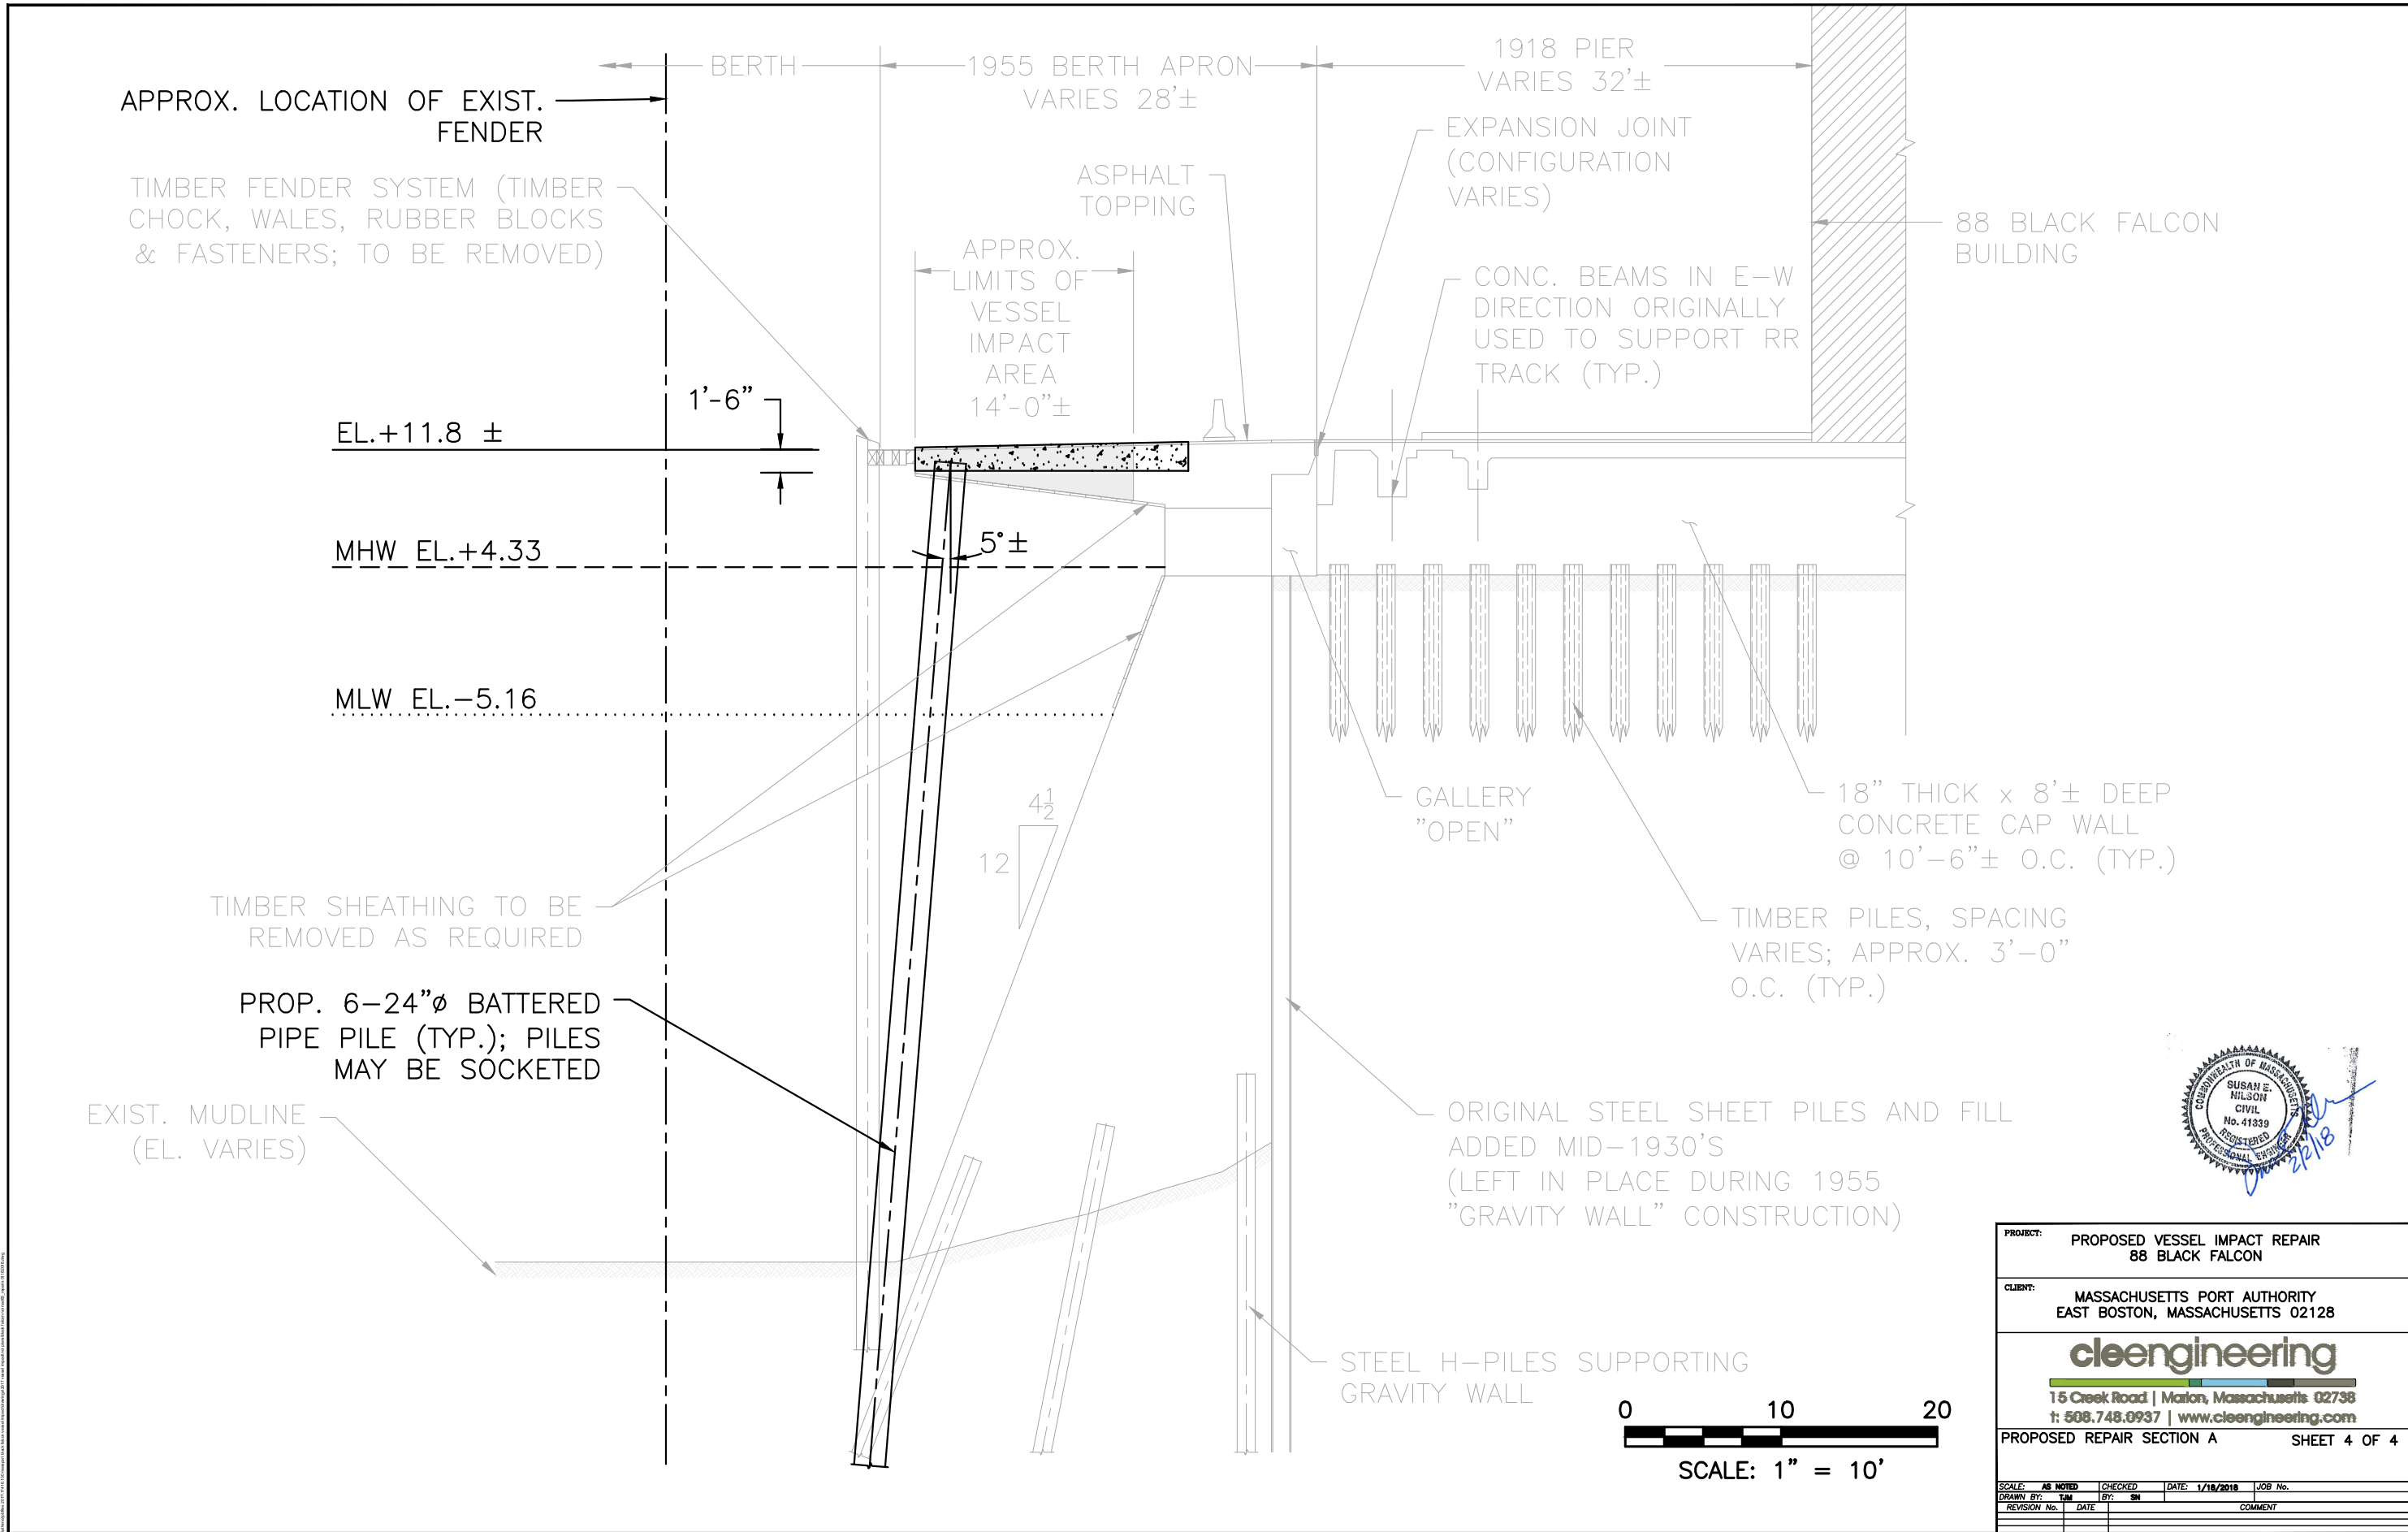 BERTH
1955 BERTH APRON
VARIES 28'±
1918 PIER
VARIES 32'±
APPROX. LOCATION OF EXIST.
FENDER
TIMBER FENDER SYSTEM (TIMBER
CHOCK, WALES, RUBBER BLOCKS
& FASTENERS; TO BE REMOVED)
ASPHALT
TOPPING
EXPANSION JOINT
(CONFIGURATION
VARIES)
88 BLACK FALCON
BUILDING
APPROX.
LIMITS OF
VESSEL
IMPACT
AREA
14'-0"±
CONC. BEAMS IN E-W
DIRECTION ORIGINALLY
USED TO SUPPORT RR
TRACK (TYP.)
1'-6"
EL.+11.8 ±
MHW EL.+4.33
5°±
MLW EL.-5.16
4½
12
GALLERY
"OPEN"
18" THICK x 8'± DEEP
CONCRETE CAP WALL
@ 10'-6"± O.C. (TYP.)
TIMBER SHEATHING TO BE
REMOVED AS REQUIRED
TIMBER PILES, SPACING
VARIES; APPROX. 3'-0"
O.C. (TYP.)
PROP. 6-24"ø BATTERED
PIPE PILE (TYP.); PILES
MAY BE SOCKETED
EXIST. MUDLINE
(EL. VARIES)
ORIGINAL STEEL SHEET PILES AND FILL
ADDED MID-1930'S
(LEFT IN PLACE DURING 1955
"GRAVITY WALL" CONSTRUCTION)
STEEL H-PILES SUPPORTING
GRAVITY WALL
0 10 20
SCALE: 1" = 10'
COMMONWEALTH OF MASSACHUSETTS
SUSAN E.
NILSON
CIVIL
No. 41339
REGISTERED
PROFESSIONAL ENGINEER
2/2/18
PROJECT:
PROPOSED VESSEL IMPACT REPAIR
88 BLACK FALCON
CLIENT:
MASSACHUSETTS PORT AUTHORITY
EAST BOSTON, MASSACHUSETTS 02128
cleengineering
15 Creek Road | Marion, Massachusetts 02738
t: 508.748.0937 | www.cleengineering.com
PROPOSED REPAIR SECTION A SHEET 4 OF 4
SCALE: AS NOTED CHECKED DATE: 1/18/2018 JOB No.
DRAWN BY: TJM BY: SN
REVISION No. DATE COMMENT